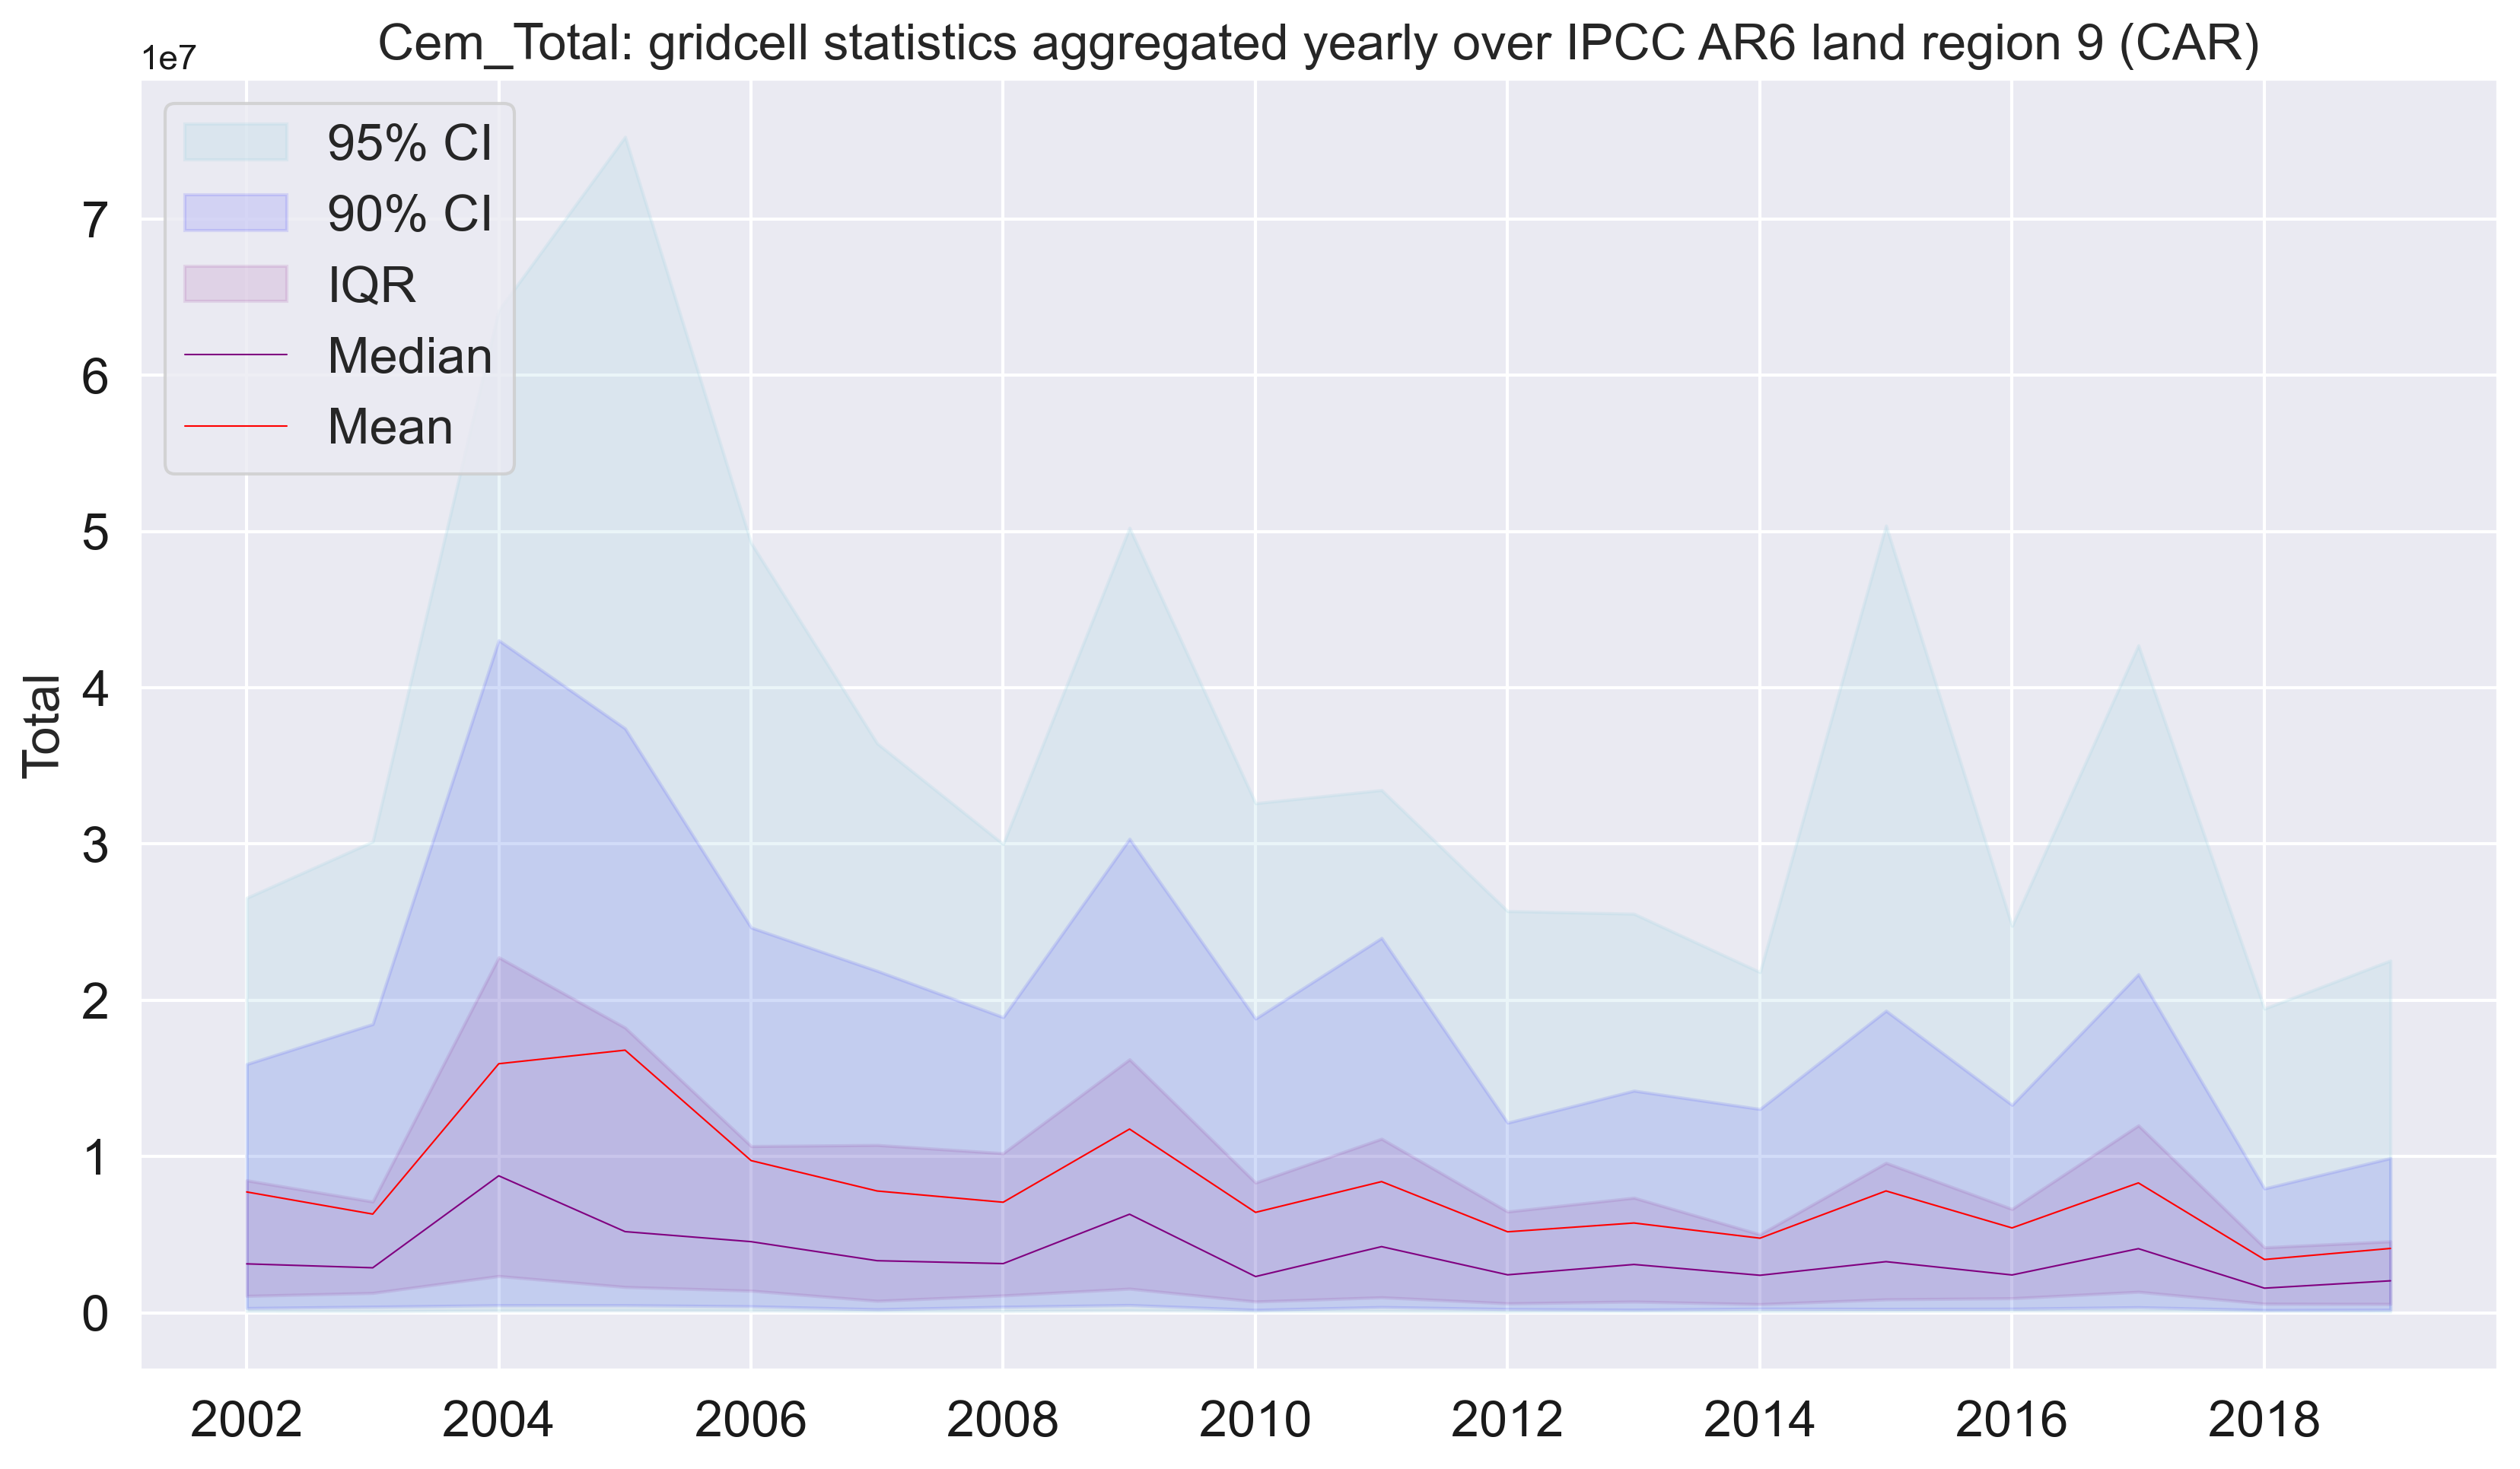 Cem_Total: gridcell statistics aggregated yearly over IPCC AR6 land region 9 (CAR)
1e7
95% CI
90% CI
IQR
Median
Mean
Total
7
6
5
4
3
2
1
0
2002 2004 2006 2008 2010 2012 2014 2016 2018